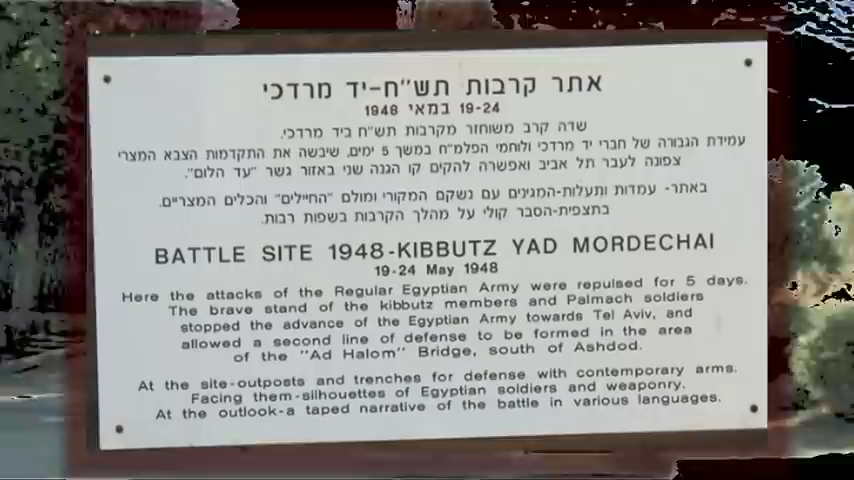 אתר קרבות תש״ח-יד מרדכי
19-24 במאי 1948
שדה קרב משוחזר מקרבות תש״ח ביד מרדכי.
עמידת הגבורה של חברי יד מרדכי ולוחמי הפלמ״ח במשך 5 ימים, שיבשה את התקדמות הצבא המצרי
צפונה לעבר תל אביב ואפשרה להקים קו הגנה שני באזור גשר ״עד הלום״.
באתר- עמדות ותעלות-המגינים עם נשקם המקורי ומולם ״החיילים״ והכלים המצריים.
בתצפית-הסבר קולי על מהלך הקרבות בשפות רבות.
BATTLE SITE 1948-KIBBUTZ YAD MORDECHAI
19-24 May 1948
Here the attacks of the Regular Egyptian Army were repulsed for 5 days.
The brave stand of the kibbutz members and Palmach soldiers
stopped the advance of the Egyptian Army towards Tel Aviv, and
allowed a second line of defense to be formed in the area
of the "Ad Halom" Bridge, south of Ashdod.
At the site-outposts and trenches for defense with contemporary arms.
Facing them-silhouettes of Egyptian soldiers and weaponry.
At the outlook-a taped narrative of the battle in various languages.